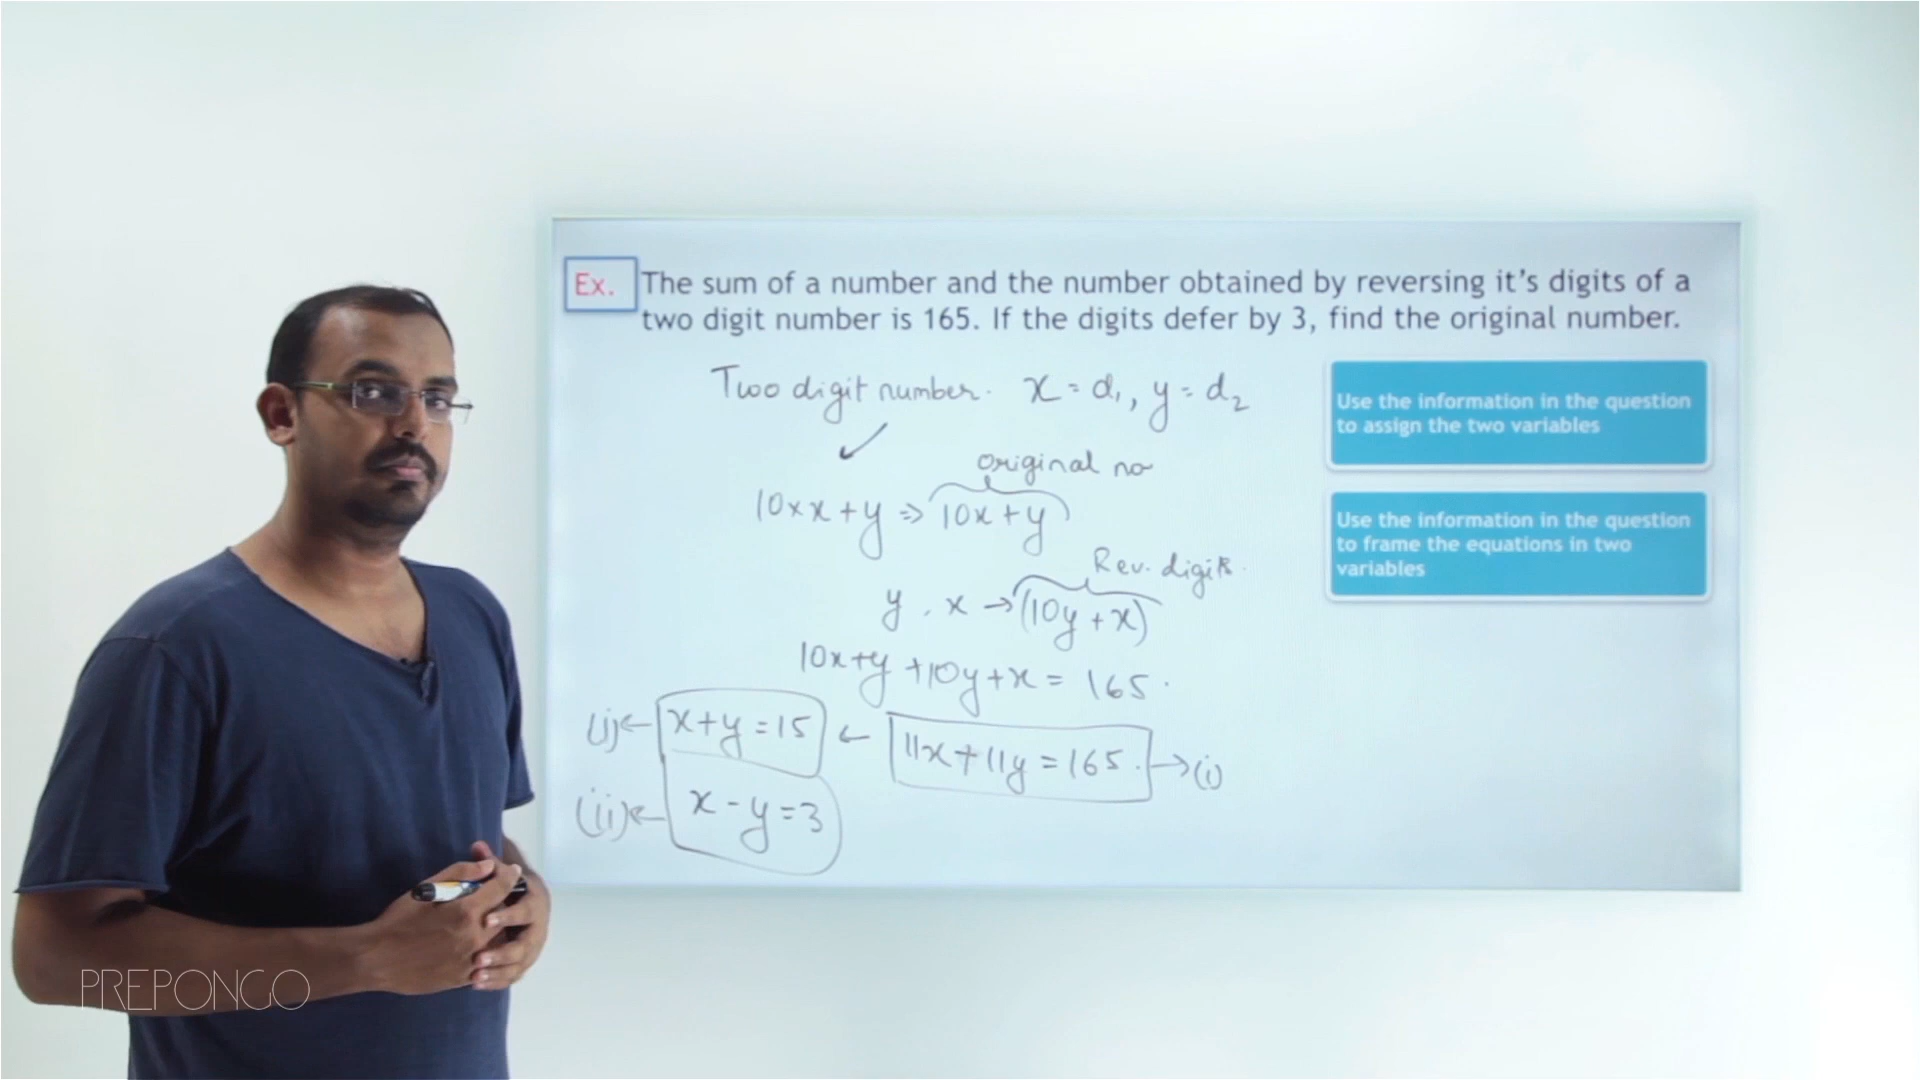 Ex. The sum of a number and the number obtained by reversing it’s digits of a
two digit number is 165. If the digits defer by 3, find the original number.
Two digit number. x = d₁, y = d₂
original no
10xx+y ⇒ 10x+y
Rev. digits.
y . x → (10y + x)
10x+y +10y+x = 165.
(i) ← x+y = 15 ← 11x+11y = 165. → (i)
(ii) ← x - y = 3
Use the information in the question
to assign the two variables
Use the information in the question
to frame the equations in two
variables
PREPONGO